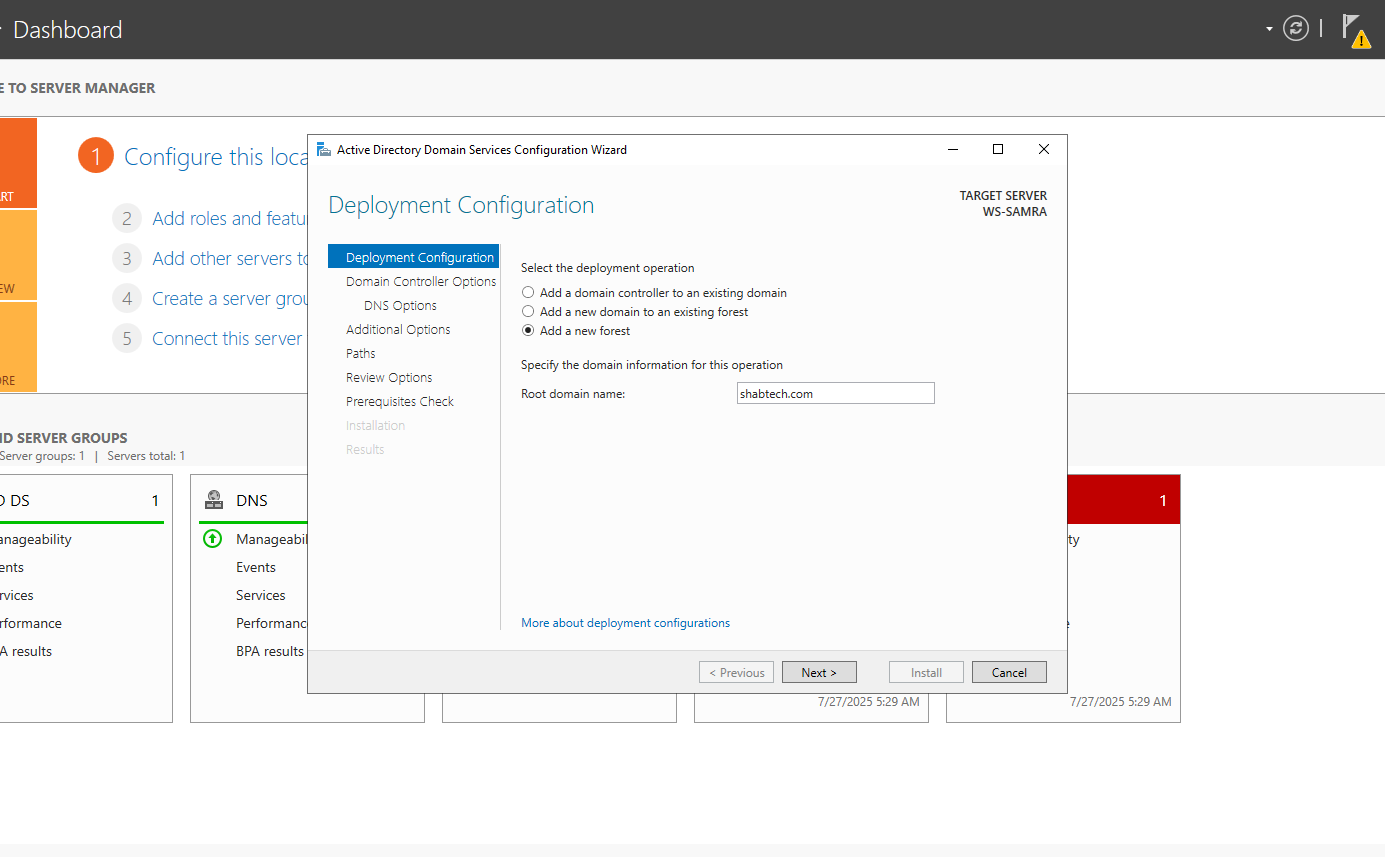 Dashboard
E TO SERVER MANAGER
1 Configure this loca
ART
2 Add roles and featu
3 Add other servers to
EW
4 Create a server grou
5 Connect this server
ORE
Active Directory Domain Services Configuration Wizard
Deployment Configuration
TARGET SERVER
WS-SAMRA
Deployment Configuration
Domain Controller Options
DNS Options
Additional Options
Paths
Review Options
Prerequisites Check
Installation
Results
Select the deployment operation
Add a domain controller to an existing domain
Add a new domain to an existing forest
Add a new forest
Specify the domain information for this operation
Root domain name: shabtech.com
More about deployment configurations
< Previous Next > Install Cancel
ND SERVER GROUPS
Server groups: 1 | Servers total: 1
D DS 1
anageability
ents
rvices
rformance
A results
DNS
Manageabil
Events
Services
Performanc
BPA results
7/27/2025 5:29 AM
1
ty
e
7/27/2025 5:29 AM